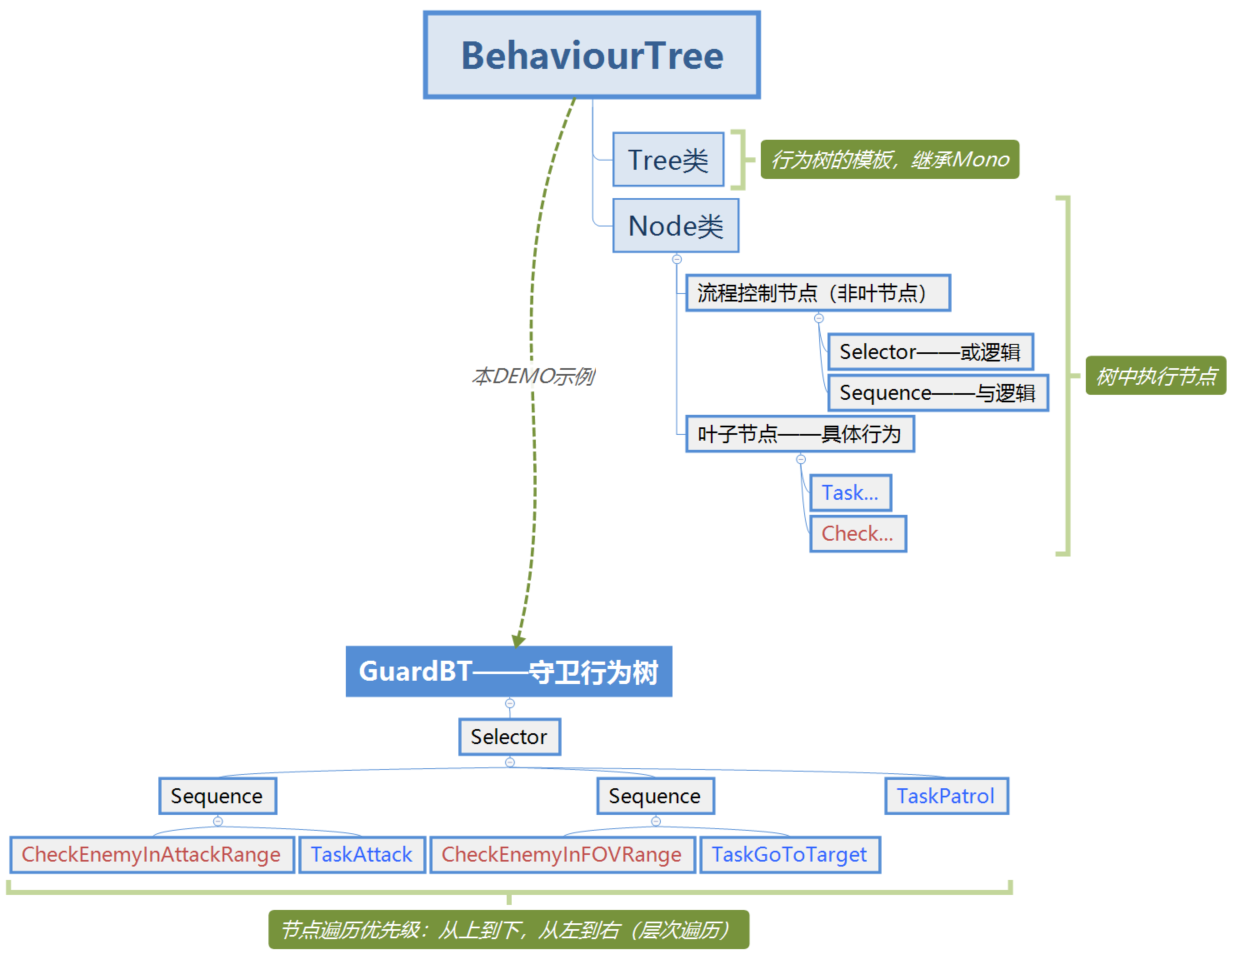 BehaviourTree
Tree类
行为树的模板，继承Mono
Node类
流程控制节点（非叶节点）
Selector——或逻辑
Sequence——与逻辑
树中执行节点
叶子节点——具体行为
Task...
Check...
本DEMO示例
GuardBT——守卫行为树
Selector
Sequence
Sequence
TaskPatrol
CheckEnemyInAttackRange
TaskAttack
CheckEnemyInFOVRange
TaskGoToTarget
节点遍历优先级：从上到下，从左到右（层次遍历）